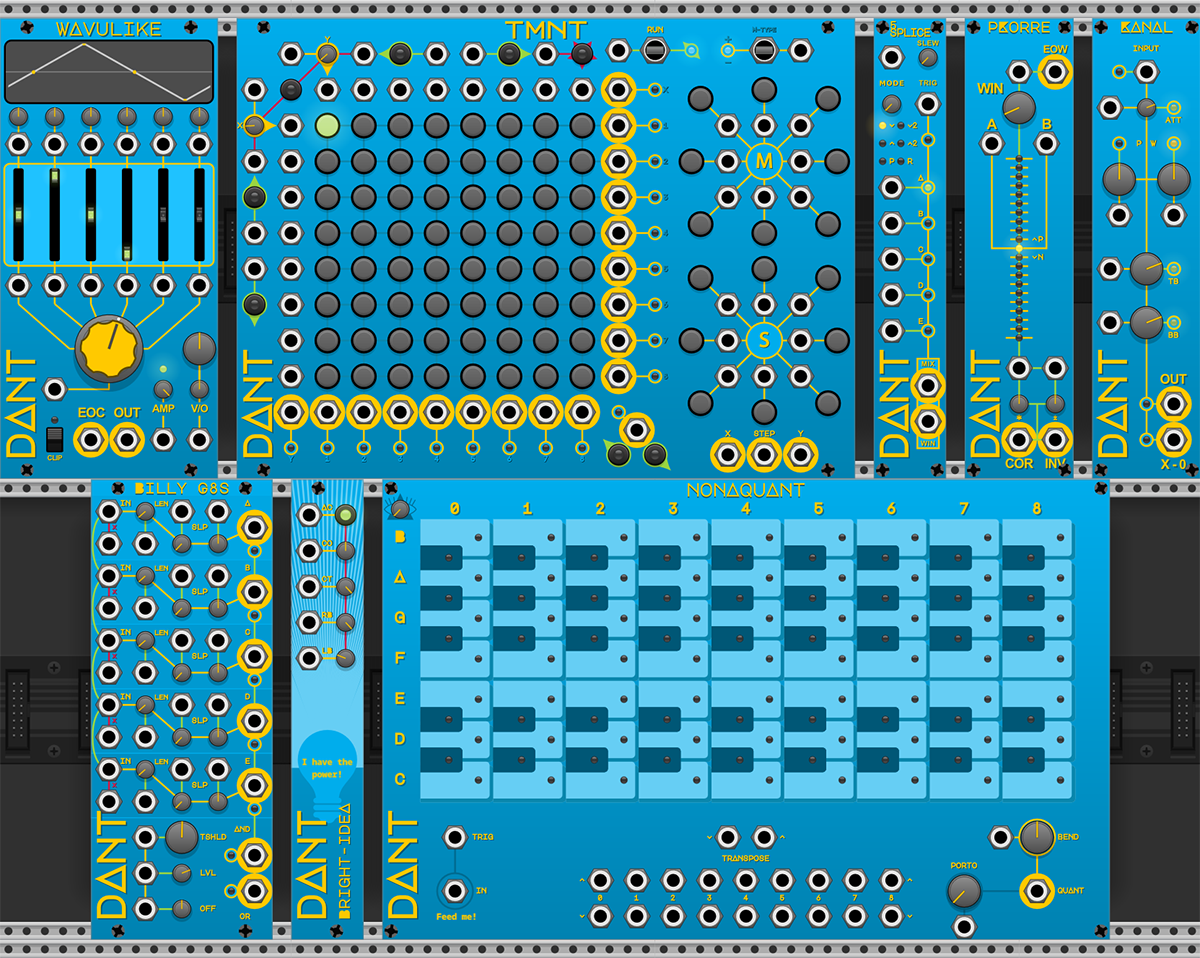 WAVULIKE
EOC OUT
AMP
V/O
CLIP
DANT
TMNT
RUN
N-TYPE
Y
X
M
S
X STEP Y
DANT
5
SPLICE
SLEW
MODE
TRIG
2
2
P R
A
B
C
D
E
MIX
WIN
DANT
PKORRE
EOW
WIN
A B
P
N
COR INV
DANT
KANAL
INPUT
ATT
P W
TB
BB
OUT
X-O
DANT
BILLY G8S
IN LEN A
SLP
IN LEN B
SLP
IN LEN C
SLP
IN LEN D
SLP
IN LEN E
SLP
TSHLD
AND
LVL
OFF
OR
DANT
I have the
power!
DANT
BRIGHT-IDEA
NONAQUANT
0 1 2 3 4 5 6 7 8
B
A
G
F
E
D
C
TRIG
IN
Feed me!
TRANSPOSE
0 1 2 3 4 5 6 7 8
PORTO
BEND
QUANT
DANT